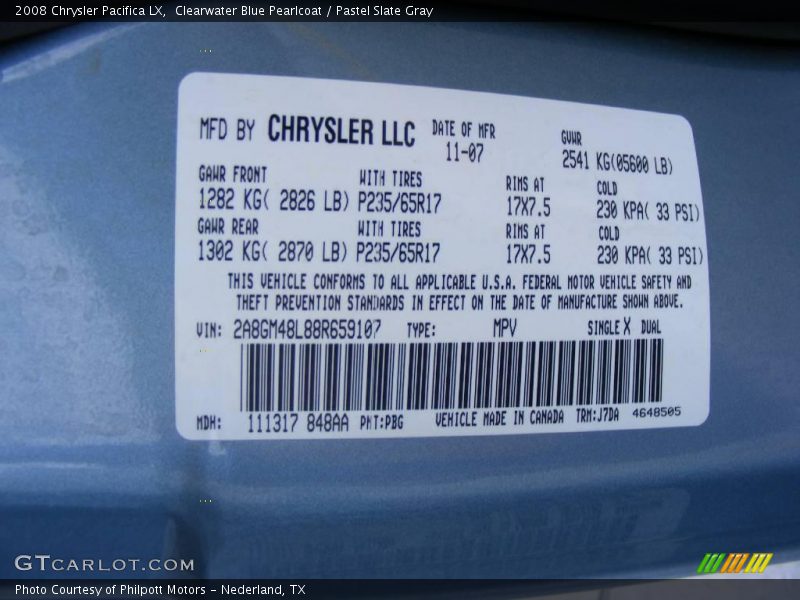 2008 Chrysler Pacifica LX,  Clearwater Blue Pearlcoat / Pastel Slate Gray
MFD BY CHRYSLER LLC DATE OF MFR GVWR
11-07 2541 KG(05600 LB)
GAWR FRONT WITH TIRES RIMS AT COLD
1282 KG( 2826 LB) P235/65R17 17X7.5 230 KPA( 33 PSI)
GAWR REAR WITH TIRES RIMS AT COLD
1302 KG( 2870 LB) P235/65R17 17X7.5 230 KPA( 33 PSI)
THIS VEHICLE CONFORMS TO ALL APPLICABLE U.S.A. FEDERAL MOTOR VEHICLE SAFETY AND
THEFT PREVENTION STANDARDS IN EFFECT ON THE DATE OF MANUFACTURE SHOWN ABOVE.
VIN: 2A8GM48L88R659107 TYPE: MPV SINGLE X DUAL
MDH: 111317 848AA PNT:PBG VEHICLE MADE IN CANADA TRM:J7DA 4648505
GTCARLOT.COM
Photo Courtesy of Philpott Motors - Nederland, TX